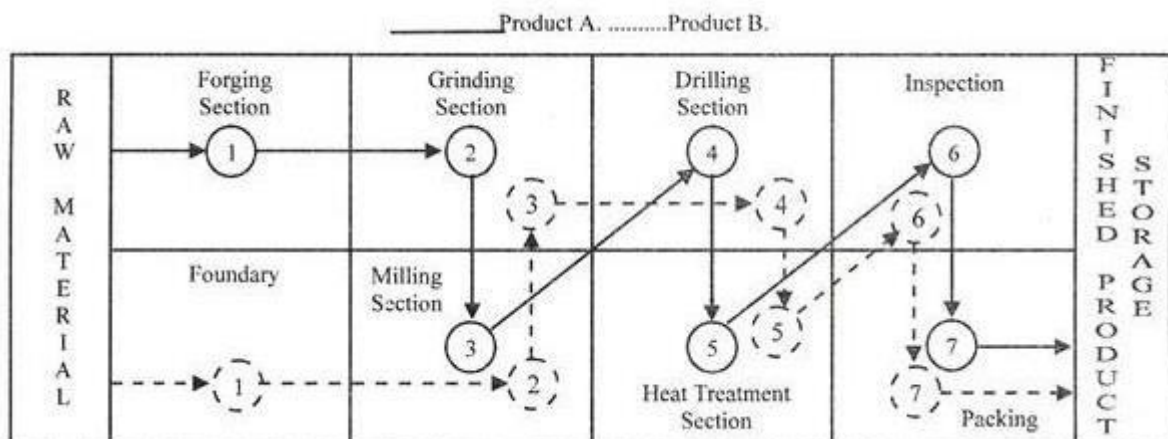 Product A. ..........Product B.
RAW MATERIAL
Forging
Section
Grinding
Section
Drilling
Section
Inspection
FINISHED PRODUCT
STORAGE
1
2
4
6
3
4
6
Foundary
Milling
Section
3
5
5
7
1
2
7
Heat Treatment
Section
Packing